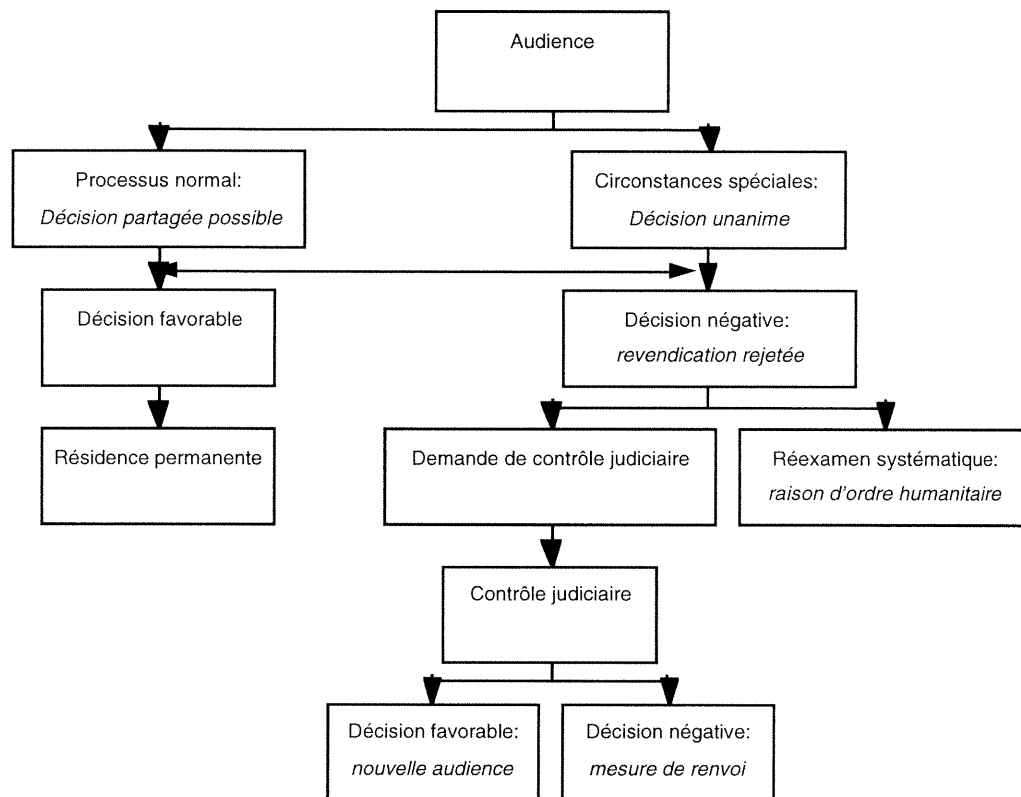 Audience
Processus normal:
Décision partagée possible
Circonstances spéciales:
Décision unanime
Décision favorable
Décision négative:
revendication rejetée
Résidence permanente
Demande de contrôle judiciaire
Réexamen systématique:
raison d'ordre humanitaire
Contrôle judiciaire
Décision favorable:
nouvelle audience
Décision négative:
mesure de renvoi